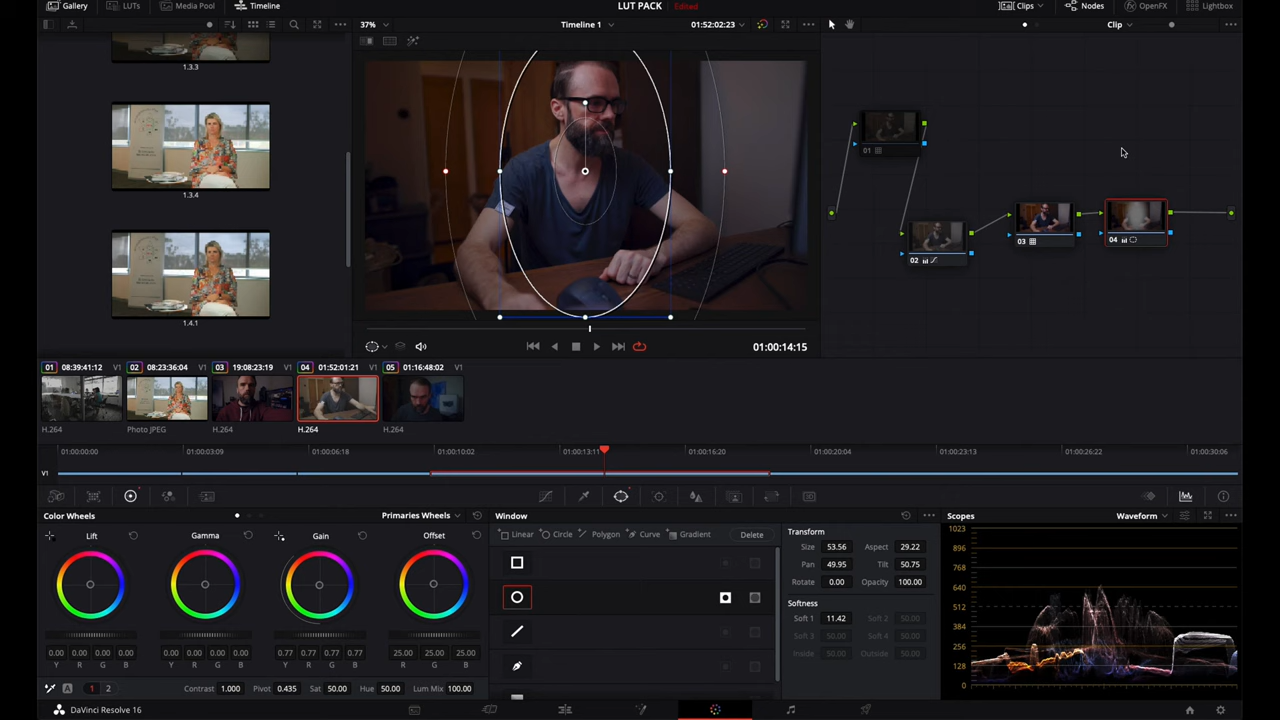 Gallery LUTs Media Pool Timeline LUT PACK Edited Clips Nodes OpenFX Lightbox
37% Timeline 1 01:52:02:23 Clip
1.3.3
1.3.4
1.4.1
01
02
03
04
01:00:14:15
01 08:39:41:12 V1 02 08:23:36:04 V1 03 19:08:23:19 V1 04 01:52:01:21 V1 05 01:16:48:02 V1
H.264 Photo JPEG H.264 H.264 H.264
01:00:00:00 01:00:03:09 01:00:06:18 01:00:10:02 01:00:13:11 01:00:16:20 01:00:20:04 01:00:23:13 01:00:26:22 01:00:30:06
V1
Color Wheels Primaries Wheels Window Scopes Waveform
Lift Gamma Gain Offset
Linear Circle Polygon Curve Gradient Delete
Transform
Size 53.56 Aspect 29.22
Pan 49.95 Tilt 50.75
Rotate 0.00 Opacity 100.00
Softness
Soft 1 11.42 Soft 2 50.00
Soft 3 50.00 Soft 4 50.00
Inside 50.00 Outside 50.00
0.00 0.00 0.00 0.00 0.00 0.00 0.00 0.00 0.77 0.77 0.77 0.77 25.00 25.00 25.00
Y R G B Y R G B Y R G B R G B
A 1 2 Contrast 1.000 Pivot 0.435 Sat 50.00 Hue 50.00 Lum Mix 100.00
1023
896
768
640
512
384
256
128
0
DaVinci Resolve 16